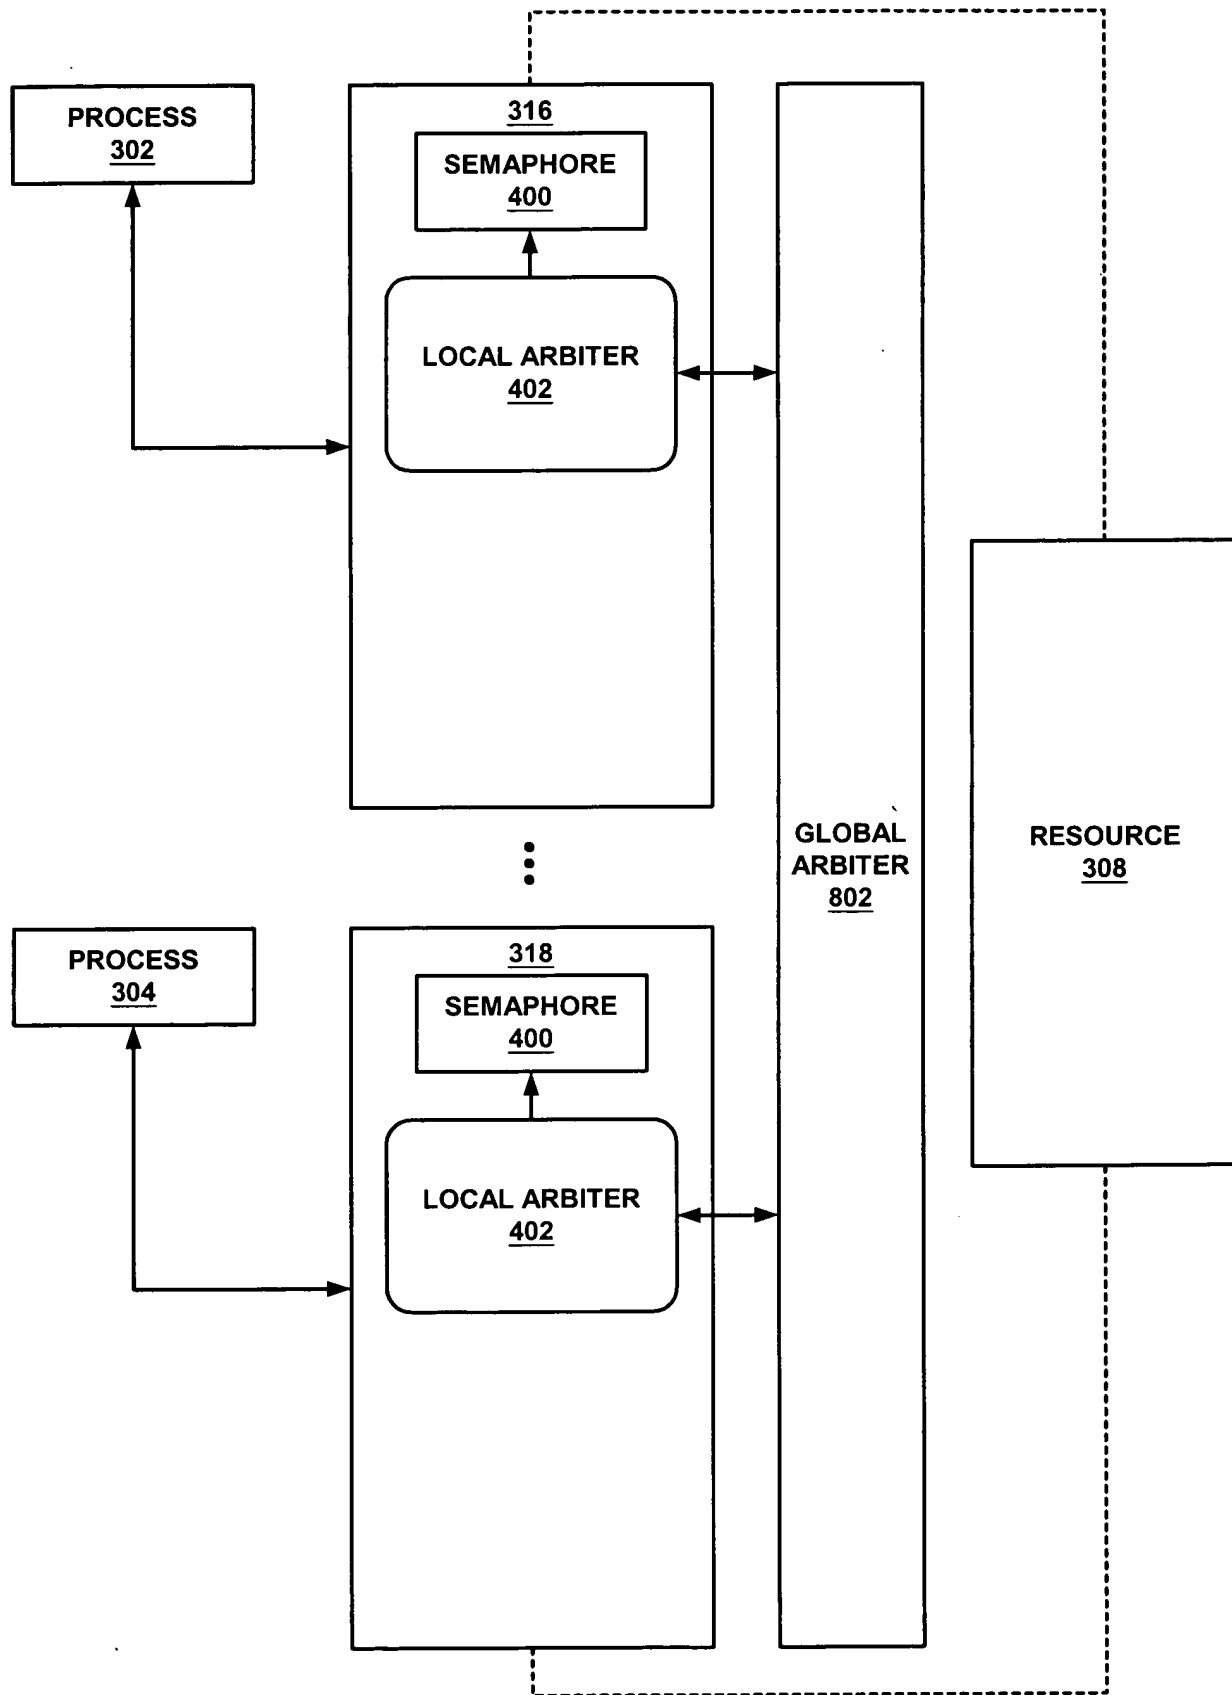 PROCESS
302
316
SEMAPHORE
400
LOCAL ARBITER
402
GLOBAL
ARBITER
802
RESOURCE
308
PROCESS
304
318
SEMAPHORE
400
LOCAL ARBITER
402